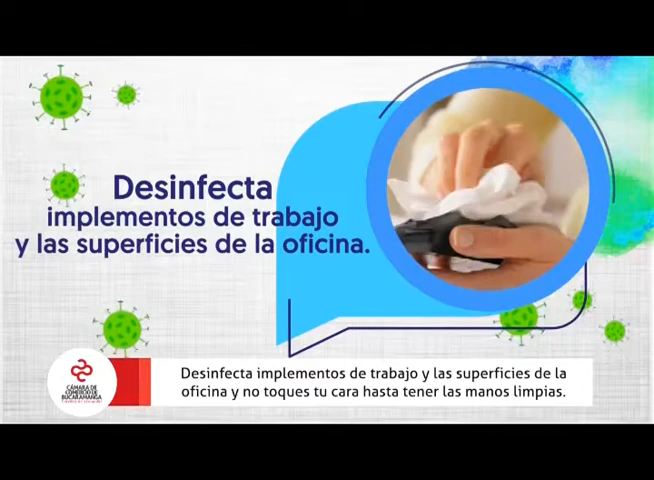 Desinfecta
implementos de trabajo
y las superficies de la oficina.
CÁMARA DE
COMERCIO DE
BUCARAMANGA
Desinfecta implementos de trabajo y las superficies de la
oficina y no toques tu cara hasta tener las manos limpias.